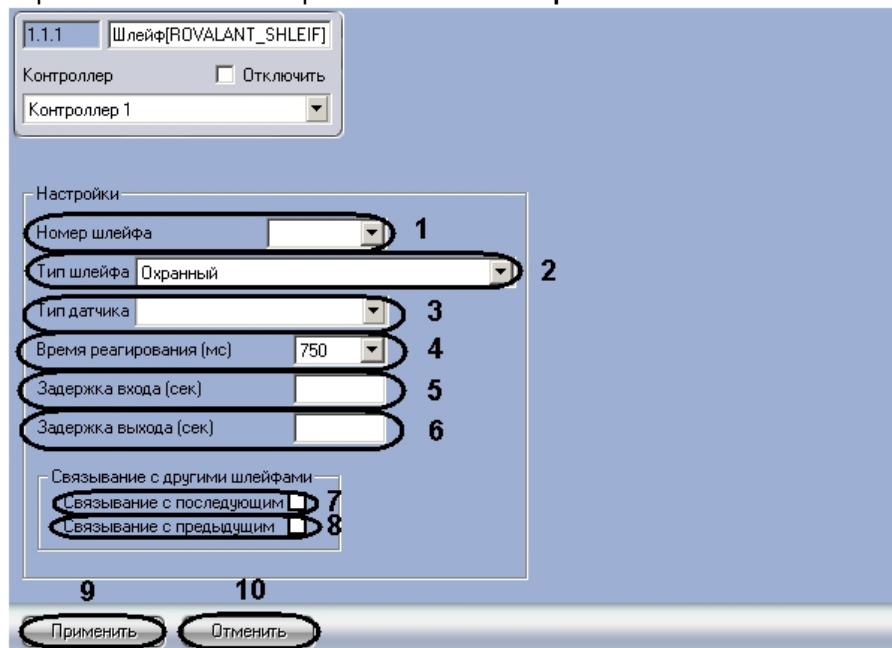 1.1.1 Шлейф[ROVALANT_SHLEIF]
Контроллер Отключить
Контроллер 1
Настройки
Номер шлейфа 1
Тип шлейфа Охранный 2
Тип датчика 3
Время реагирования (мс) 750 4
Задержка входа (сек) 5
Задержка выхода (сек) 6
Связывание с другими шлейфами
Связывание с последующим 7
Связывание с предыдущим 8
9 10
Применить Отменить